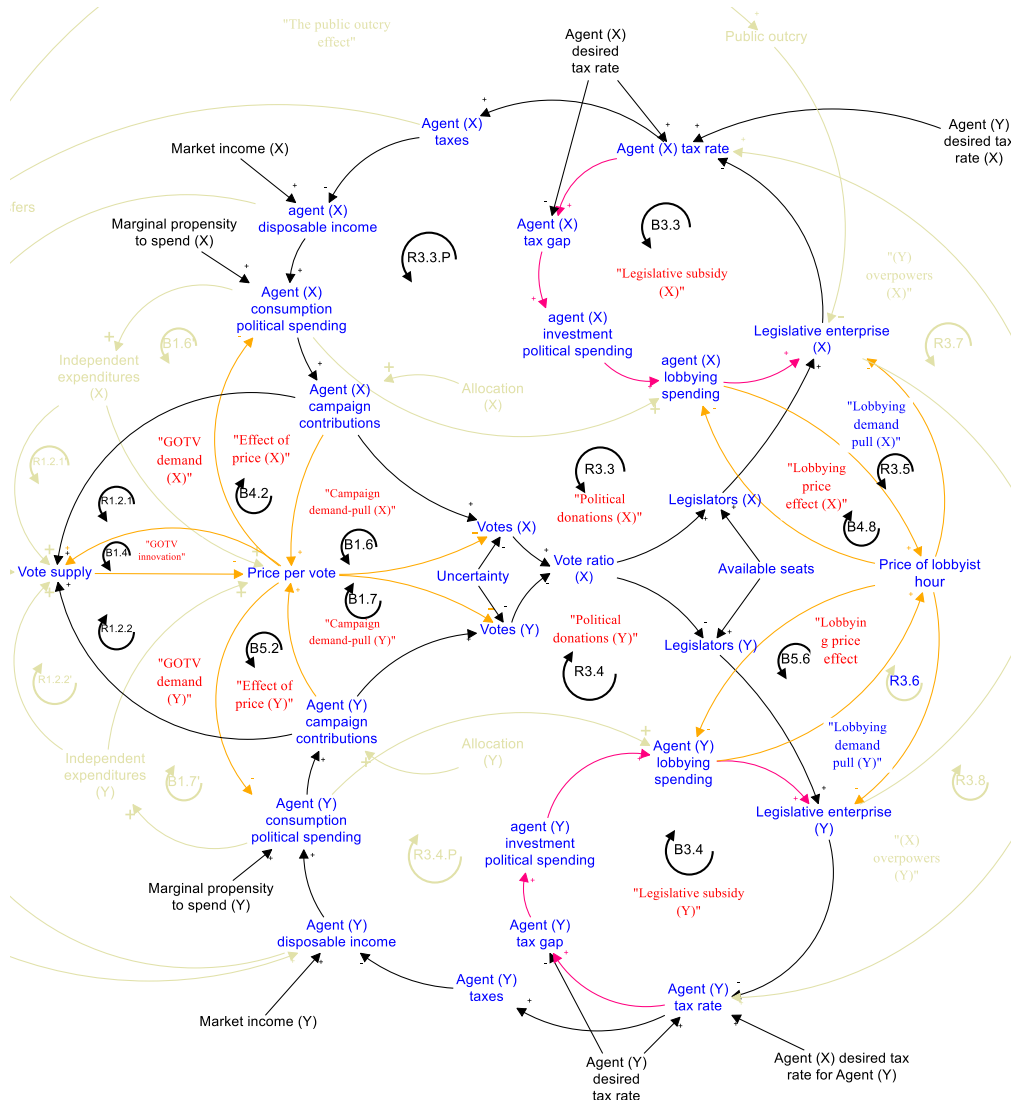 "The public outcry
effect"
Public outcry
Agent (X)
desired
tax rate
Agent (X)
taxes
Agent (Y)
desired tax
rate (X)
Market income (X)
Agent (X) tax rate
sfers
agent (X)
disposable income
Marginal propensity
to spend (X)
Agent (X)
tax gap
B3.3
R3.3.P
"Legislative subsidy
(X)"
"(Y)
overpowers
(X)"
Agent (X)
consumption
political spending
agent (X)
investment
political spending
Legislative enterprise
(X)
B1.6'
R3.7
Independent
expenditures
(X)
agent (X)
lobbying
spending
Agent (X)
campaign
contributions
Allocation
(X)
"Lobbying
demand
pull (X)"
"GOTV
demand
(X)"
"Effect of
price (X)"
R1.2.1'
R3.3
"Lobbying
price
effect (X)"
R3.5
R1.2.1
B4.2
"Campaign
demand-pull (X)"
"Political
donations (X)"
Legislators (X)
B4.8
Votes (X)
B1.4
"GOTV
innovation"
B1.6
Vote supply
Price per vote
Uncertainty
Vote ratio
(X)
Available seats
Price of lobbyist
hour
B1.7
R1.2.2
"Campaign
demand-pull (Y)"
Votes (Y)
"Political
donations (Y)"
Legislators (Y)
"Lobbyin
g price
effect
B5.2
B5.6
R1.2.2'
"GOTV
demand
(Y)"
"Effect of
price (Y)"
R3.4
R3.6
Agent (Y)
campaign
contributions
"Lobbying
demand
pull (Y)"
Independent
expenditures
(Y)
Allocation
(Y)
Agent (Y)
lobbying
spending
B1.7'
R3.8
Agent (Y)
consumption
political spending
Legislative enterprise
(Y)
agent (Y)
investment
political spending
R3.4.P
B3.4
"(X)
overpowers
(Y)"
Marginal propensity
to spend (Y)
"Legislative subsidy
(Y)"
Agent (Y)
disposable income
Agent (Y)
tax gap
Agent (Y)
taxes
Agent (Y)
tax rate
Market income (Y)
Agent (Y)
desired
tax rate
Agent (X) desired tax
rate for Agent (Y)